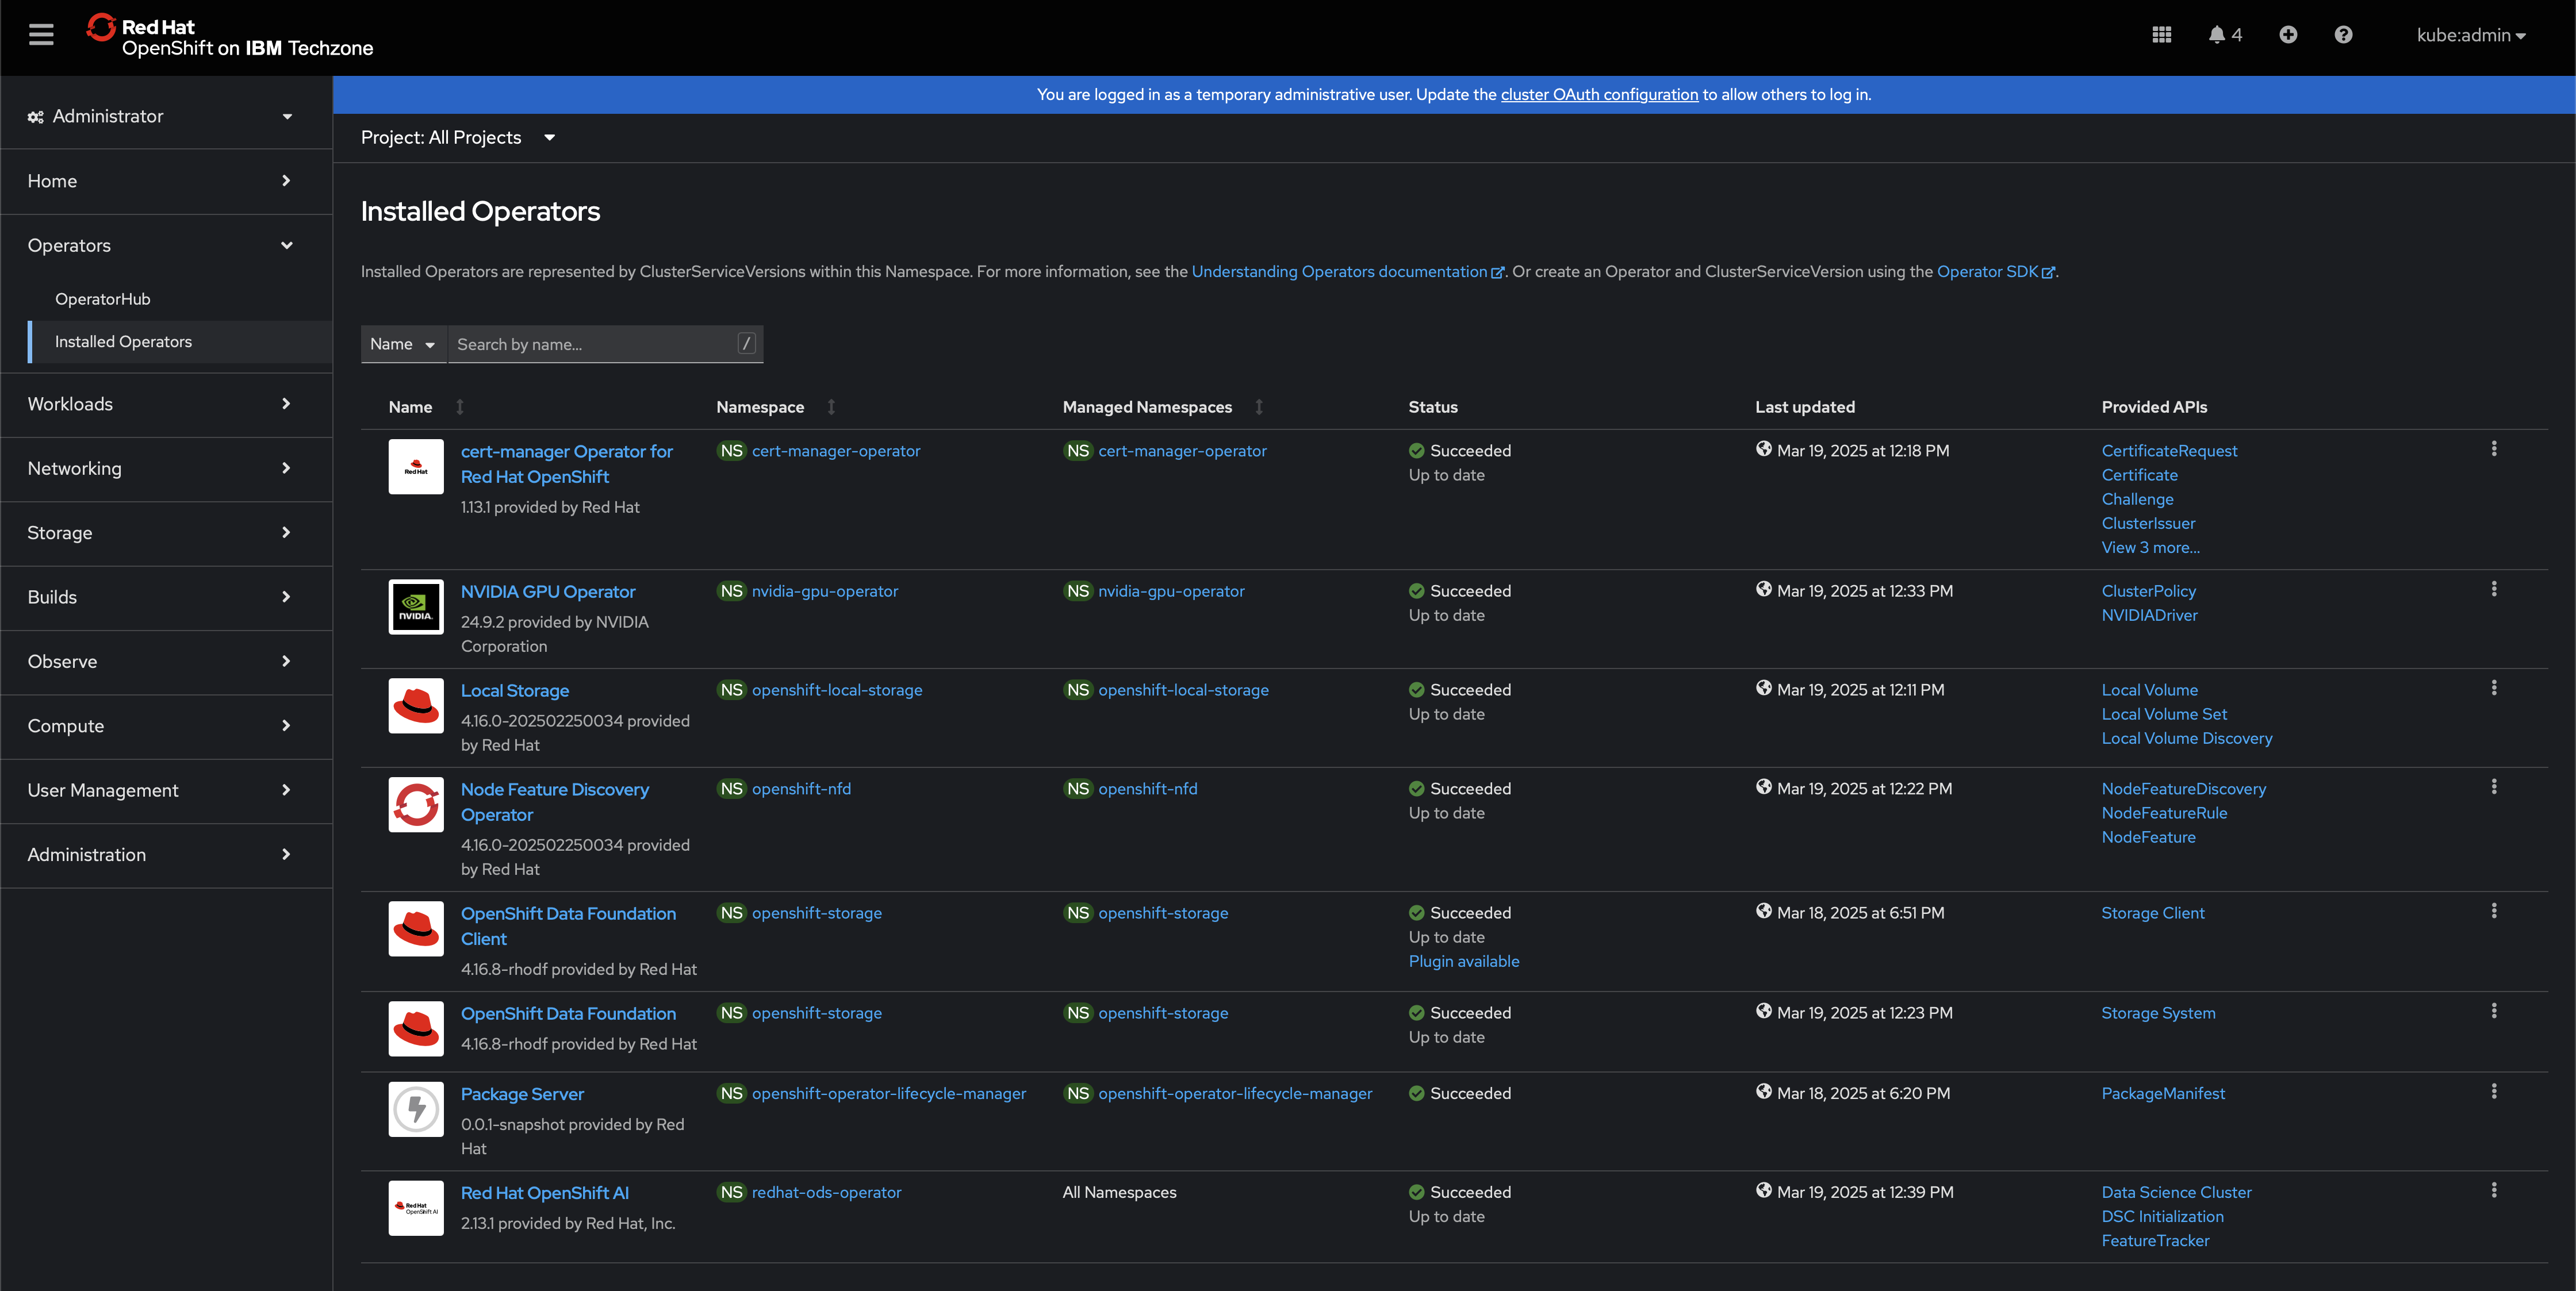 Red Hat
OpenShift on IBM Techzone
4
kube:admin
Administrator
Home
Operators
OperatorHub
Installed Operators
Workloads
Networking
Storage
Builds
Observe
Compute
User Management
Administration
You are logged in as a temporary administrative user. Update the cluster OAuth configuration to allow others to log in.
Project: All Projects
Installed Operators
Installed Operators are represented by ClusterServiceVersions within this Namespace. For more information, see the Understanding Operators documentation. Or create an Operator and ClusterServiceVersion using the Operator SDK.
Name Search by name... /
Name Namespace Managed Namespaces Status Last updated Provided APIs
Red Hat
cert-manager Operator for
Red Hat OpenShift
1.13.1 provided by Red Hat
NS cert-manager-operator
NS cert-manager-operator
Succeeded
Up to date
Mar 19, 2025 at 12:18 PM
CertificateRequest
Certificate
Challenge
ClusterIssuer
View 3 more...
NVIDIA.
NVIDIA GPU Operator
24.9.2 provided by NVIDIA
Corporation
NS nvidia-gpu-operator
NS nvidia-gpu-operator
Succeeded
Up to date
Mar 19, 2025 at 12:33 PM
ClusterPolicy
NVIDIADriver
Local Storage
4.16.0-202502250034 provided
by Red Hat
NS openshift-local-storage
NS openshift-local-storage
Succeeded
Up to date
Mar 19, 2025 at 12:11 PM
Local Volume
Local Volume Set
Local Volume Discovery
Node Feature Discovery
Operator
4.16.0-202502250034 provided
by Red Hat
NS openshift-nfd
NS openshift-nfd
Succeeded
Up to date
Mar 19, 2025 at 12:22 PM
NodeFeatureDiscovery
NodeFeatureRule
NodeFeature
OpenShift Data Foundation
Client
4.16.8-rhodf provided by Red Hat
NS openshift-storage
NS openshift-storage
Succeeded
Up to date
Plugin available
Mar 18, 2025 at 6:51 PM
Storage Client
OpenShift Data Foundation
4.16.8-rhodf provided by Red Hat
NS openshift-storage
NS openshift-storage
Succeeded
Up to date
Mar 19, 2025 at 12:23 PM
Storage System
Package Server
0.0.1-snapshot provided by Red
Hat
NS openshift-operator-lifecycle-manager
NS openshift-operator-lifecycle-manager
Succeeded
Mar 18, 2025 at 6:20 PM
PackageManifest
Red Hat
OpenShift AI
Red Hat OpenShift AI
2.13.1 provided by Red Hat, Inc.
NS redhat-ods-operator
All Namespaces
Succeeded
Up to date
Mar 19, 2025 at 12:39 PM
Data Science Cluster
DSC Initialization
FeatureTracker